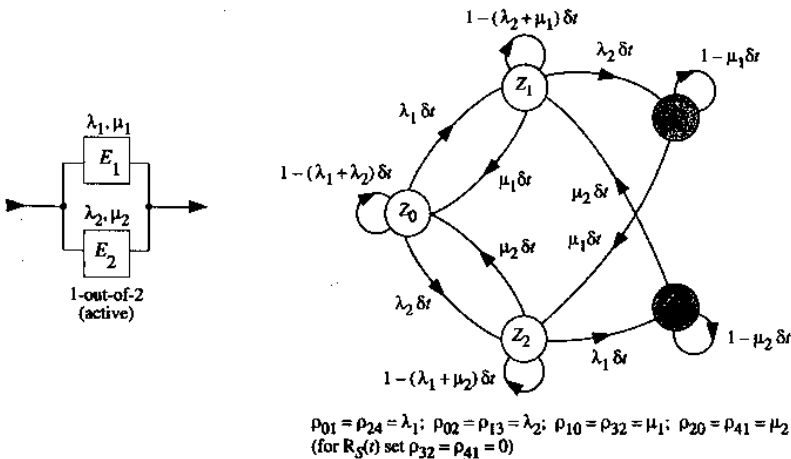 λ₁, μ₁
E₁
λ₂, μ₂
E₂
1-out-of-2
(active)
1−(λ₂+μ₁)δt
Z₁
λ₂ δt
1−μ₁ δt
λ₁ δt
μ₁ δt
1−(λ₁+λ₂)δt
Z₀
μ₂ δt
μ₂ δt
μ₁ δt
λ₂ δt
Z₂
λ₁ δt
1−μ₂ δt
1−(λ₁+μ₂)δt
ρ₀₁ = ρ₂₄ = λ₁; ρ₀₂ = ρ₁₃ = λ₂; ρ₁₀ = ρ₃₂ = μ₁; ρ₂₀ = ρ₄₁ = μ₂
(for R_S(t) set ρ₃₂ = ρ₄₁ = 0)